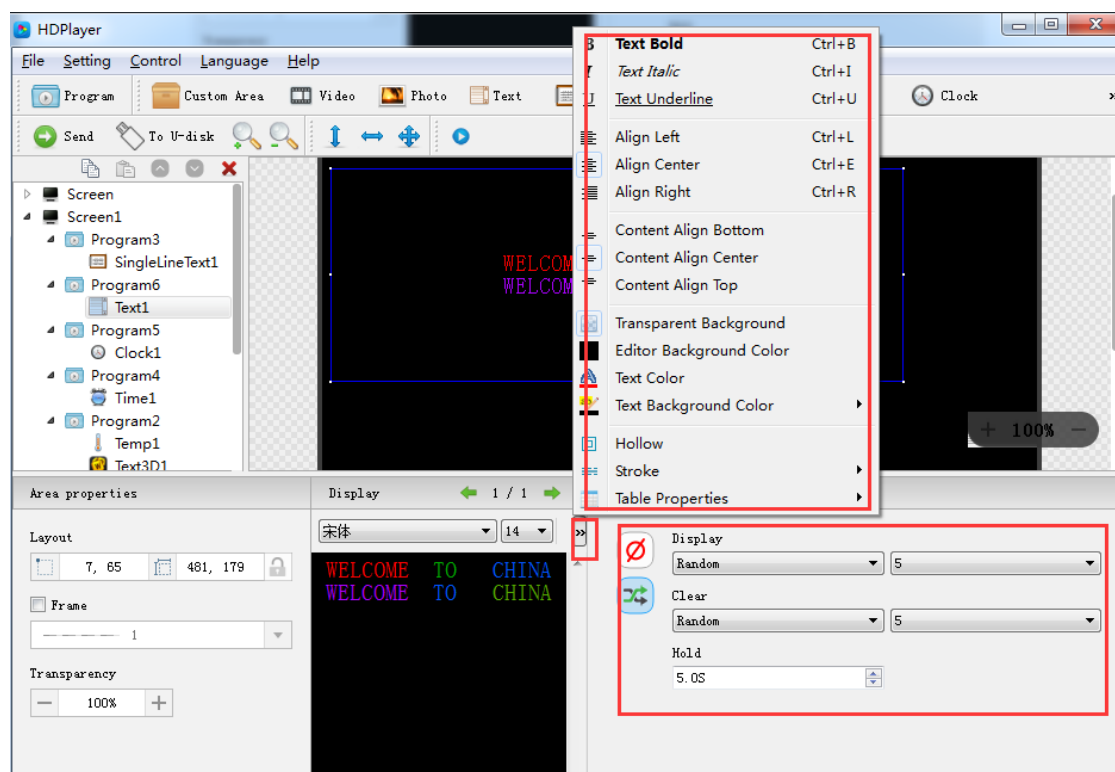 HDPlayer
File Setting Control Language Help
Program Custom Area Video Photo Text Clock »
Send To U-disk
Screen
Screen1
Program3
SingleLineText1
Program6
Text1
Program5
Clock1
Program4
Time1
Program2
Temp1
Text3D1
WELCOM
WELCOM
B Text Bold Ctrl+B
I Text Italic Ctrl+I
U Text Underline Ctrl+U
Align Left Ctrl+L
Align Center Ctrl+E
Align Right Ctrl+R
Content Align Bottom
Content Align Center
Content Align Top
Transparent Background
Editor Background Color
Text Color
Text Background Color
Hollow
Stroke
Table Properties
+ 100% −
Area properties
Layout
7, 65 481, 179
Frame
1
Transparency
— 100% +
Display 1 / 1
宋体 14 »
WELCOME TO CHINA
WELCOME TO CHINA
Display
Random 5
Clear
Random 5
Hold
5.0S